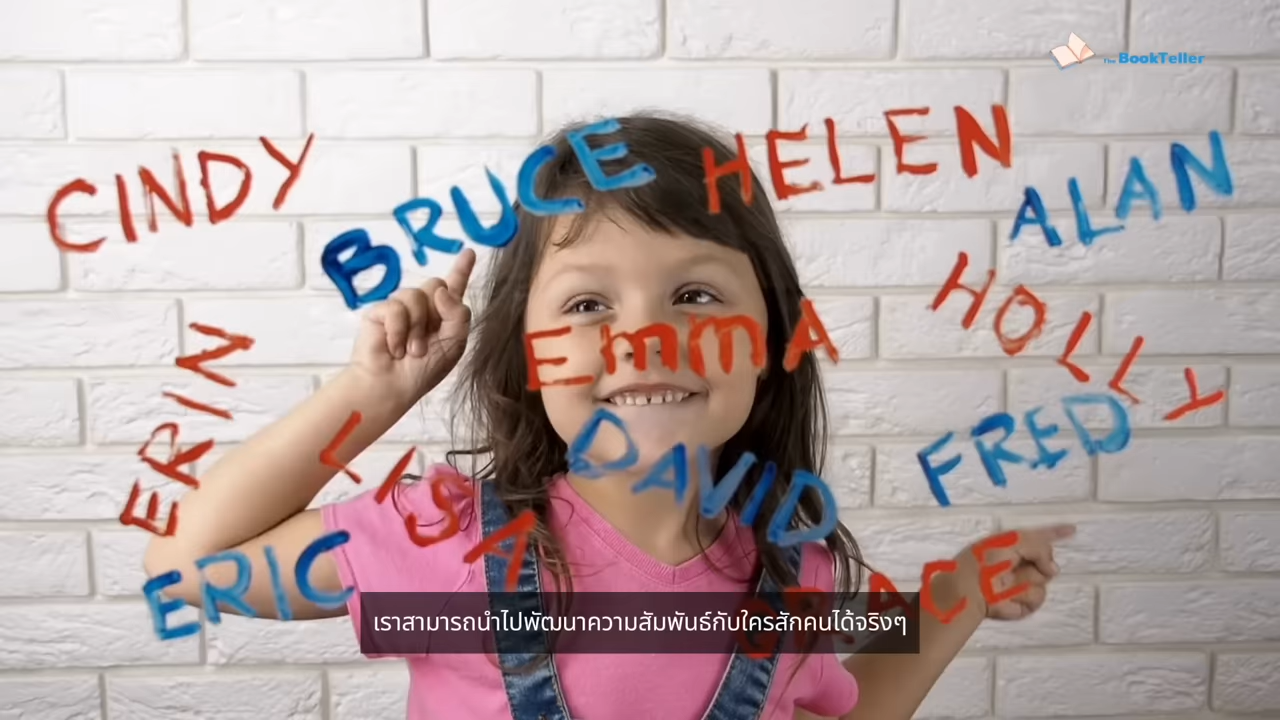 The BookTeller
CINDY
BRUCE
HELEN
ALAN
HOLLY
ERIN
EmmA
LISA
DAVID
FRED
ERIC
GRACE
เราสามารถนำไปพัฒนาความสัมพันธ์กับใครสักคนได้จริงๆ